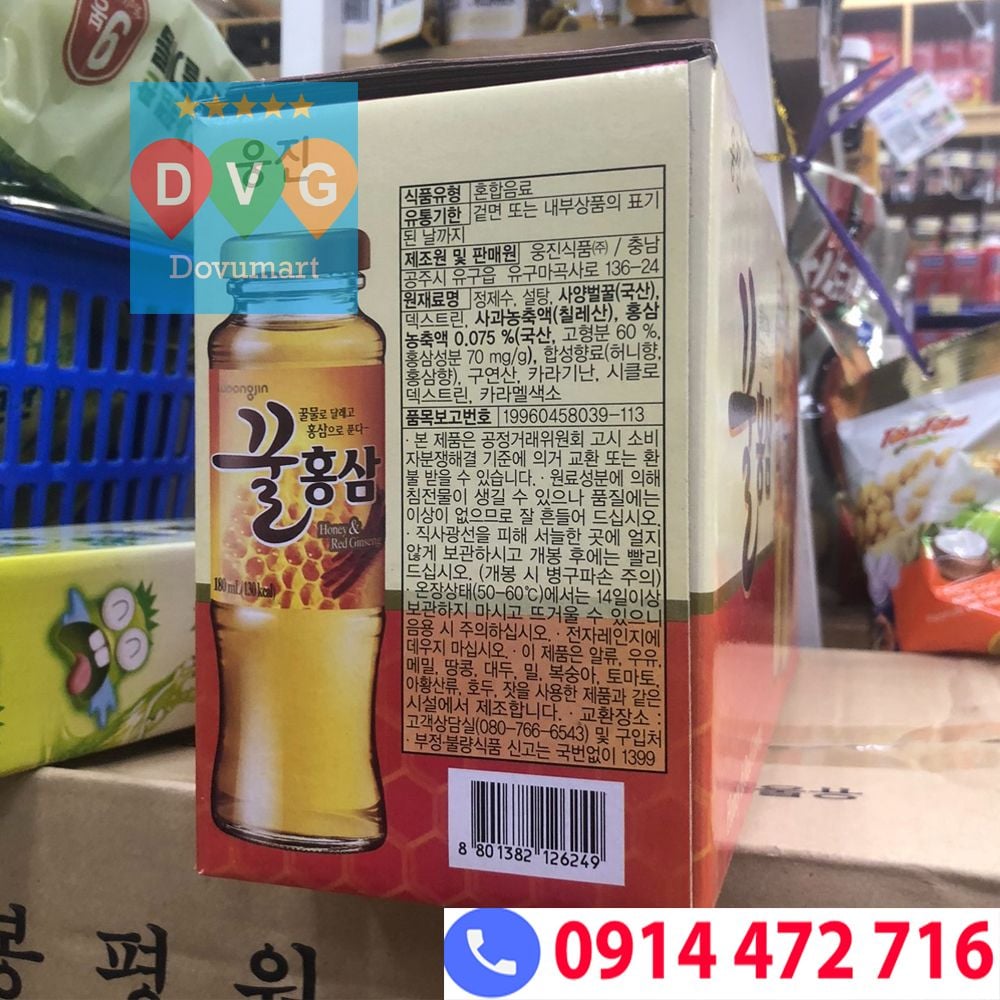 웅진
DVG
Dovumart
woongjin
꿀물로 달래고
홍삼으로 푼다~
꿀홍삼
Honey &
Red Ginseng
180 mL(130 kcal)
식품유형 혼합음료
유통기한 겉면 또는 내부상품의 표기
된 날까지
제조원 및 판매원 웅진식품㈜ / 충남
공주시 유구읍 유구마곡사로 136-24
원재료명 정제수, 설탕, 사양벌꿀(국산),
덱스트린, 사과농축액(칠레산), 홍삼
농축액 0.075 %(국산, 고형분 60 %,
홍삼성분 70 mg/g), 합성향료(허니향,
홍삼향), 구연산, 카라기난, 시클로
덱스트린, 카라멜색소
품목보고번호 19960458039-113
· 본 제품은 공정거래위원회 고시 소비
자분쟁해결 기준에 의거 교환 또는 환
불 받을 수 있습니다. · 원료성분에 의해
침전물이 생길 수 있으나 품질에는
이상이 없으므로 잘 흔들어 드십시오.
· 직사광선을 피해 서늘한 곳에 얼지
않게 보관하시고 개봉 후에는 빨리
드십시오. (개봉 시 병구파손 주의)
· 온장상태(50~60℃)에서는 14일이상
보관하지 마시고 뜨거울 수 있으니
음용 시 주의하십시오. · 전자레인지에
데우지 마십시오. · 이 제품은 알류, 우유,
메밀, 땅콩, 대두, 밀, 복숭아, 토마토,
아황산류, 호두, 잣을 사용한 제품과 같은
시설에서 제조합니다. · 교환장소 :
고객상담실(080-766-6543) 및 구입처
· 부정·불량식품 신고는 국번없이 1399
8 801382 126249
평원
0914 472 716